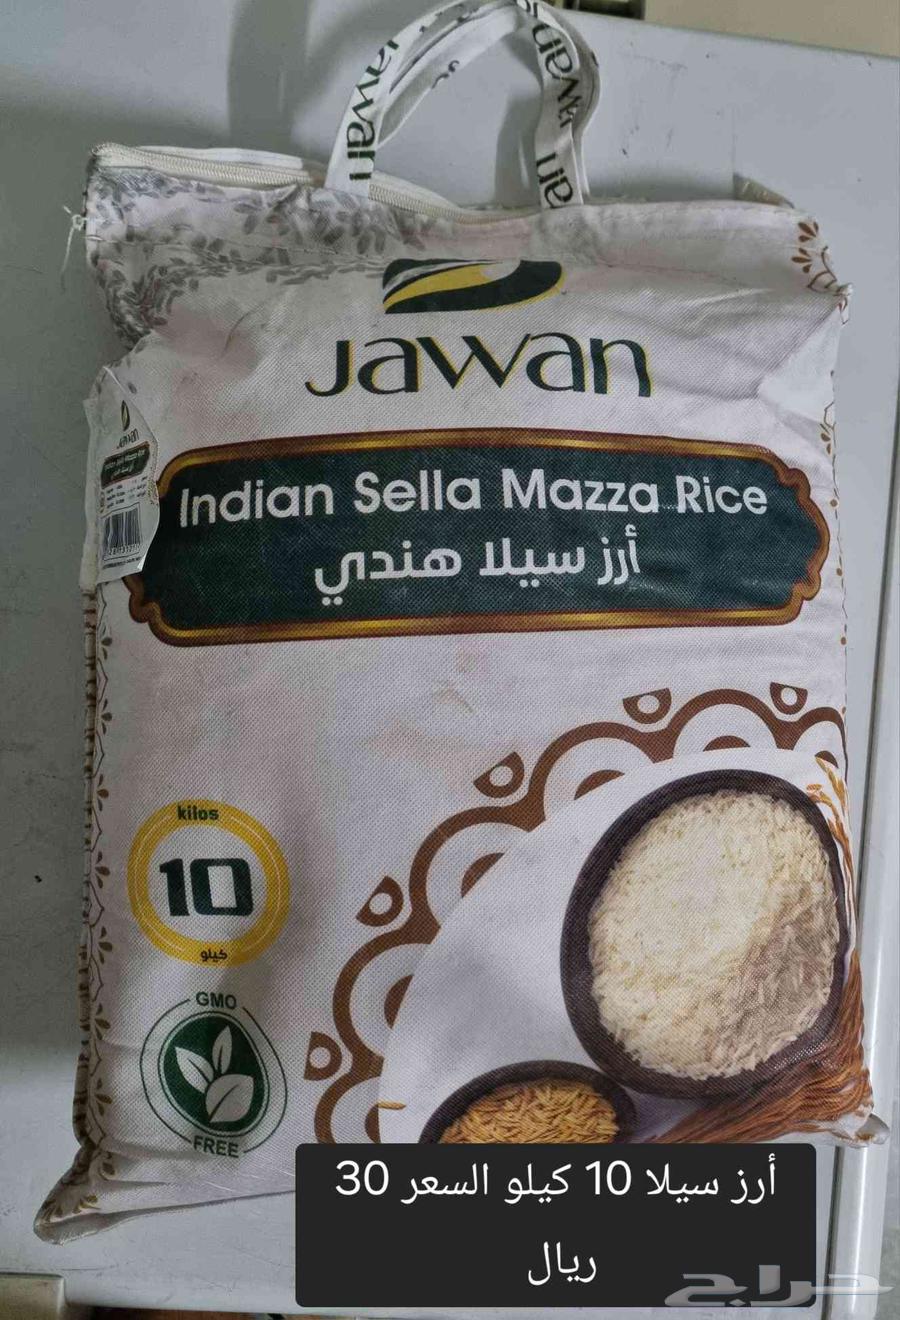 Jawan
Jawan
Jawan
Indian Sella Mazza Rice
أرز سيلا هندي
Jawan
kilos
10
كيلو
GMO
FREE
أرز سيلا 10 كيلو السعر 30
ريال
حراج